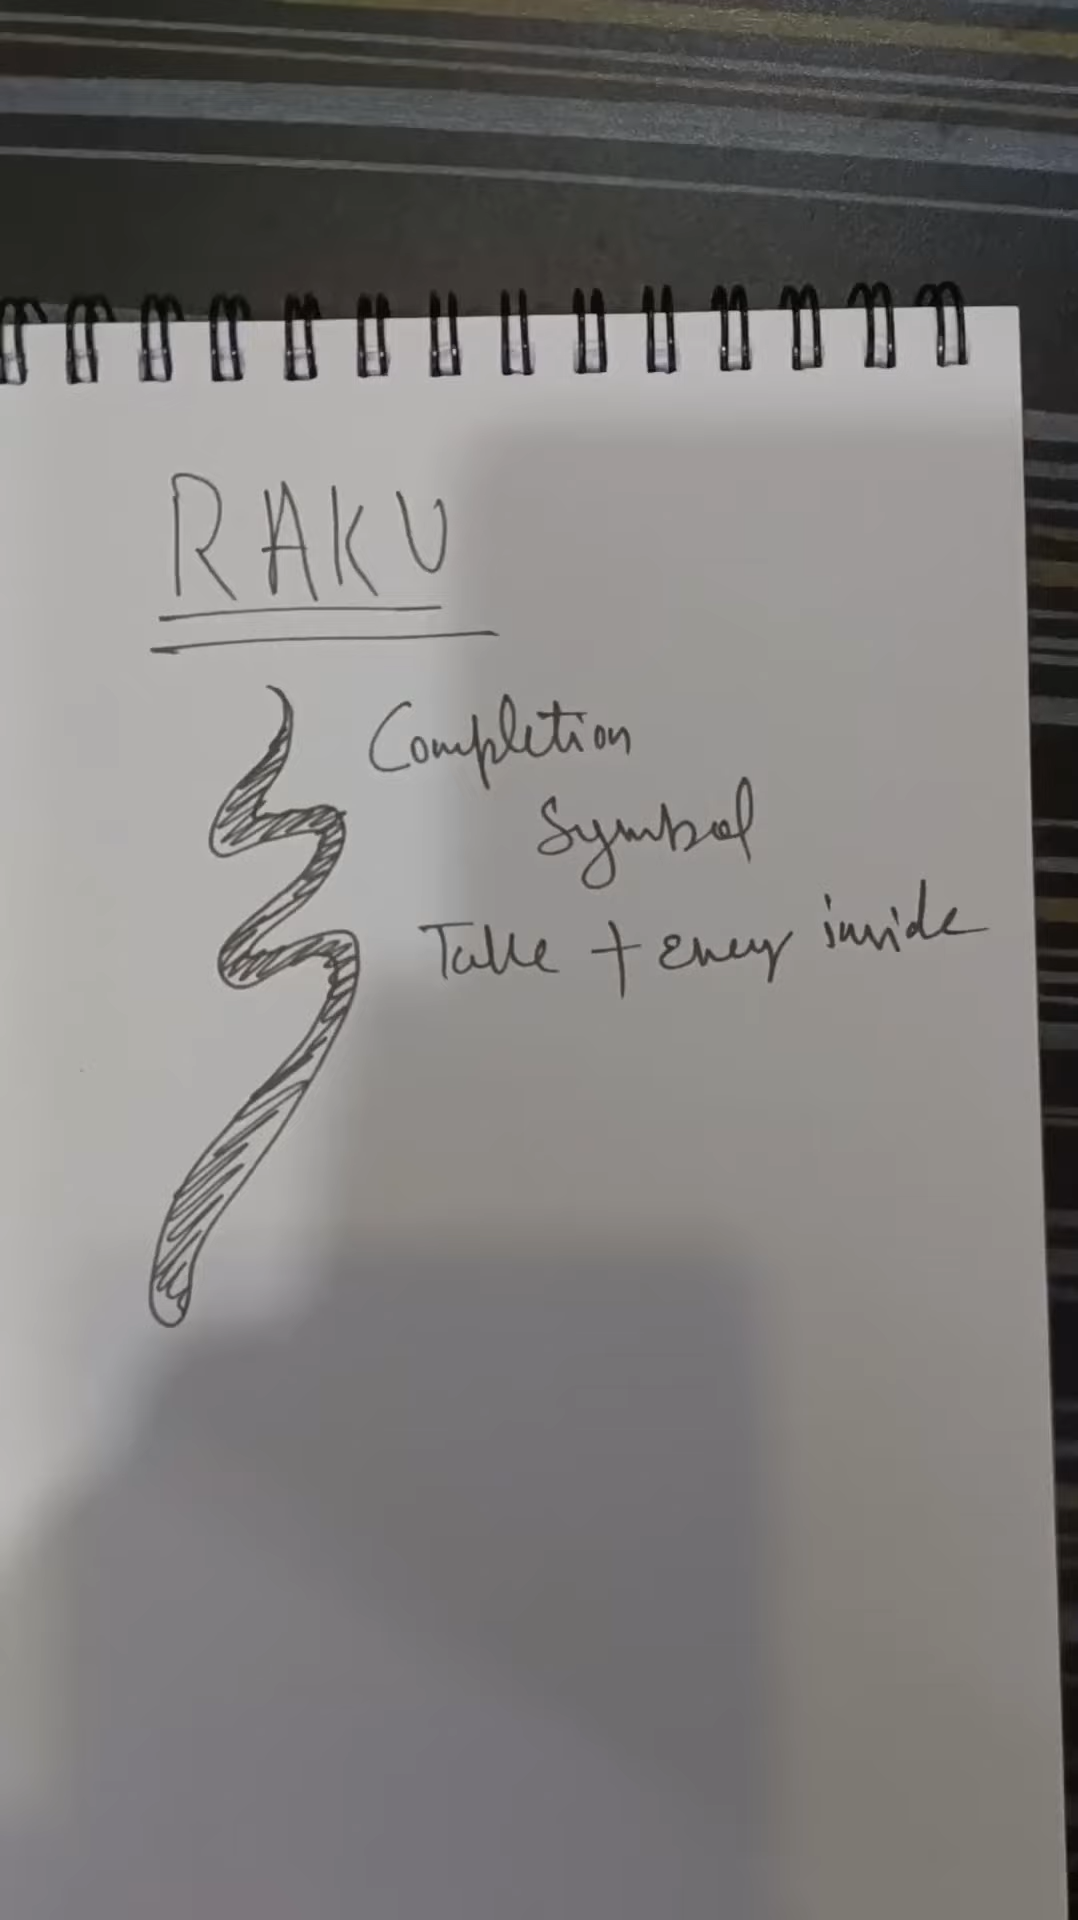 RAKU
Completion
Symbol
Take + energy inside